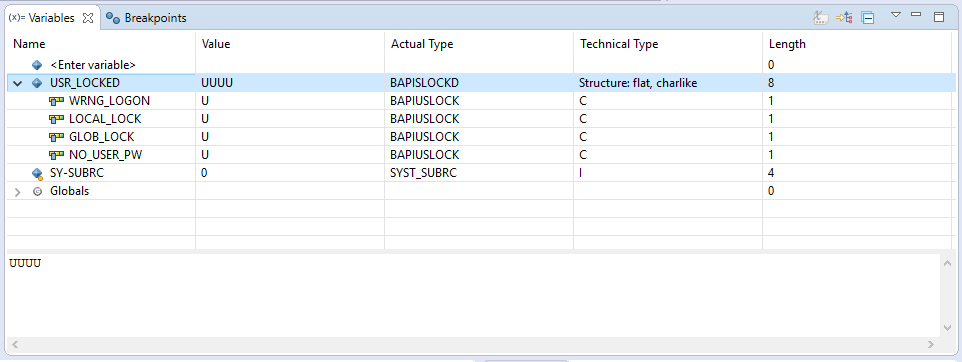 (x)= Variables Breakpoints
Name Value Actual Type Technical Type Length
<Enter variable> 0
USR_LOCKED UUUU BAPISLOCKD Structure: flat, charlike 8
WRNG_LOGON U BAPIUSLOCK C 1
LOCAL_LOCK U BAPIUSLOCK C 1
GLOB_LOCK U BAPIUSLOCK C 1
NO_USER_PW U BAPIUSLOCK C 1
SY-SUBRC 0 SYST_SUBRC I 4
Globals 0
UUUU